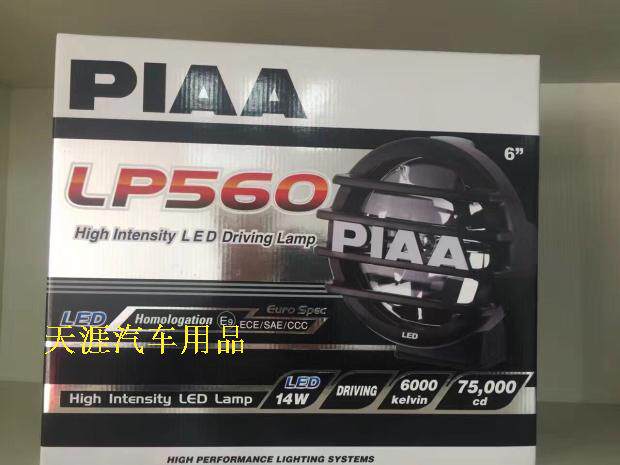 PIAA
6”
LP560
High Intensity LED Driving Lamp
PIAA
LED
LED Homologation E9 ECE/SAE/CCC Euro Spec
天涯汽车用品
High Intensity LED Lamp
LED 14W
DRIVING
6000 kelvin
75,000 cd
HIGH PERFORMANCE LIGHTING SYSTEMS